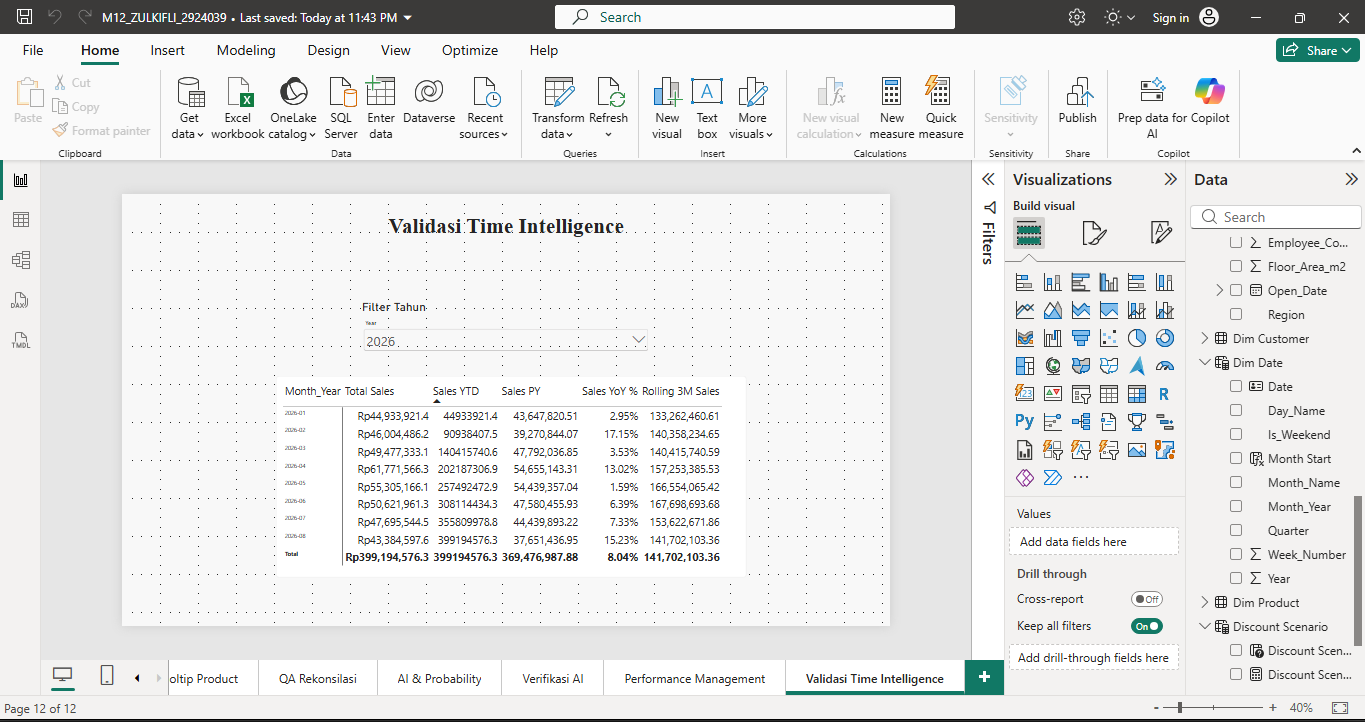 M12_ZULKIFLI_2924039 • Last saved: Today at 11:43 PM
Search
Sign in
File Home Insert Modeling Design View Optimize Help
Share
Paste
Cut
Copy
Format painter
Clipboard
Get data
Excel workbook
OneLake catalog
SQL Server
Enter data
Dataverse
Recent sources
Data
Transform data
Refresh
Queries
New visual
Text box
More visuals
Insert
New visual calculation
New measure
Quick measure
Calculations
Sensitivity
Sensitivity
Publish
Share
Prep data for AI
Copilot
Copilot
DAX
TMDL
Validasi Time Intelligence
Filter Tahun
Year
2026
Month_Year Total Sales Sales YTD Sales PY Sales YoY % Rolling 3M Sales
2026-01 Rp44,933,921.4 44933921.4 43,647,820.51 2.95% 133,262,460.61
2026-02 Rp46,004,486.2 90938407.5 39,270,844.07 17.15% 140,358,234.65
2026-03 Rp49,477,333.1 140415740.6 47,792,036.85 3.53% 140,415,740.59
2026-04 Rp61,771,566.3 202187306.9 54,655,143.31 13.02% 157,253,385.53
2026-05 Rp55,305,166.1 257492472.9 54,439,357.04 1.59% 166,554,065.42
2026-06 Rp50,621,961.3 308114434.3 47,580,455.93 6.39% 167,698,693.68
2026-07 Rp47,695,544.5 355809978.8 44,439,893.22 7.33% 153,622,671.86
2026-08 Rp43,384,597.6 399194576.3 37,651,436.95 15.23% 141,702,103.36
Total Rp399,194,576.3 399194576.3 369,476,987.88 8.04% 141,702,103.36
Filters
Visualizations
Build visual
Values
Add data fields here
Drill through
Cross-report
Off
Keep all filters
On
Add drill-through fields here
Data
Search
Employee_Co...
Floor_Area_m2
Open_Date
Region
Dim Customer
Dim Date
Date
Day_Name
Is_Weekend
Month Start
Month_Name
Month_Year
Quarter
Week_Number
Year
Dim Product
Discount Scenario
Discount Scen...
Discount Scen...
oltip Product
QA Rekonsilasi
AI & Probability
Verifikasi AI
Performance Management
Validasi Time Intelligence
Page 12 of 12
40%